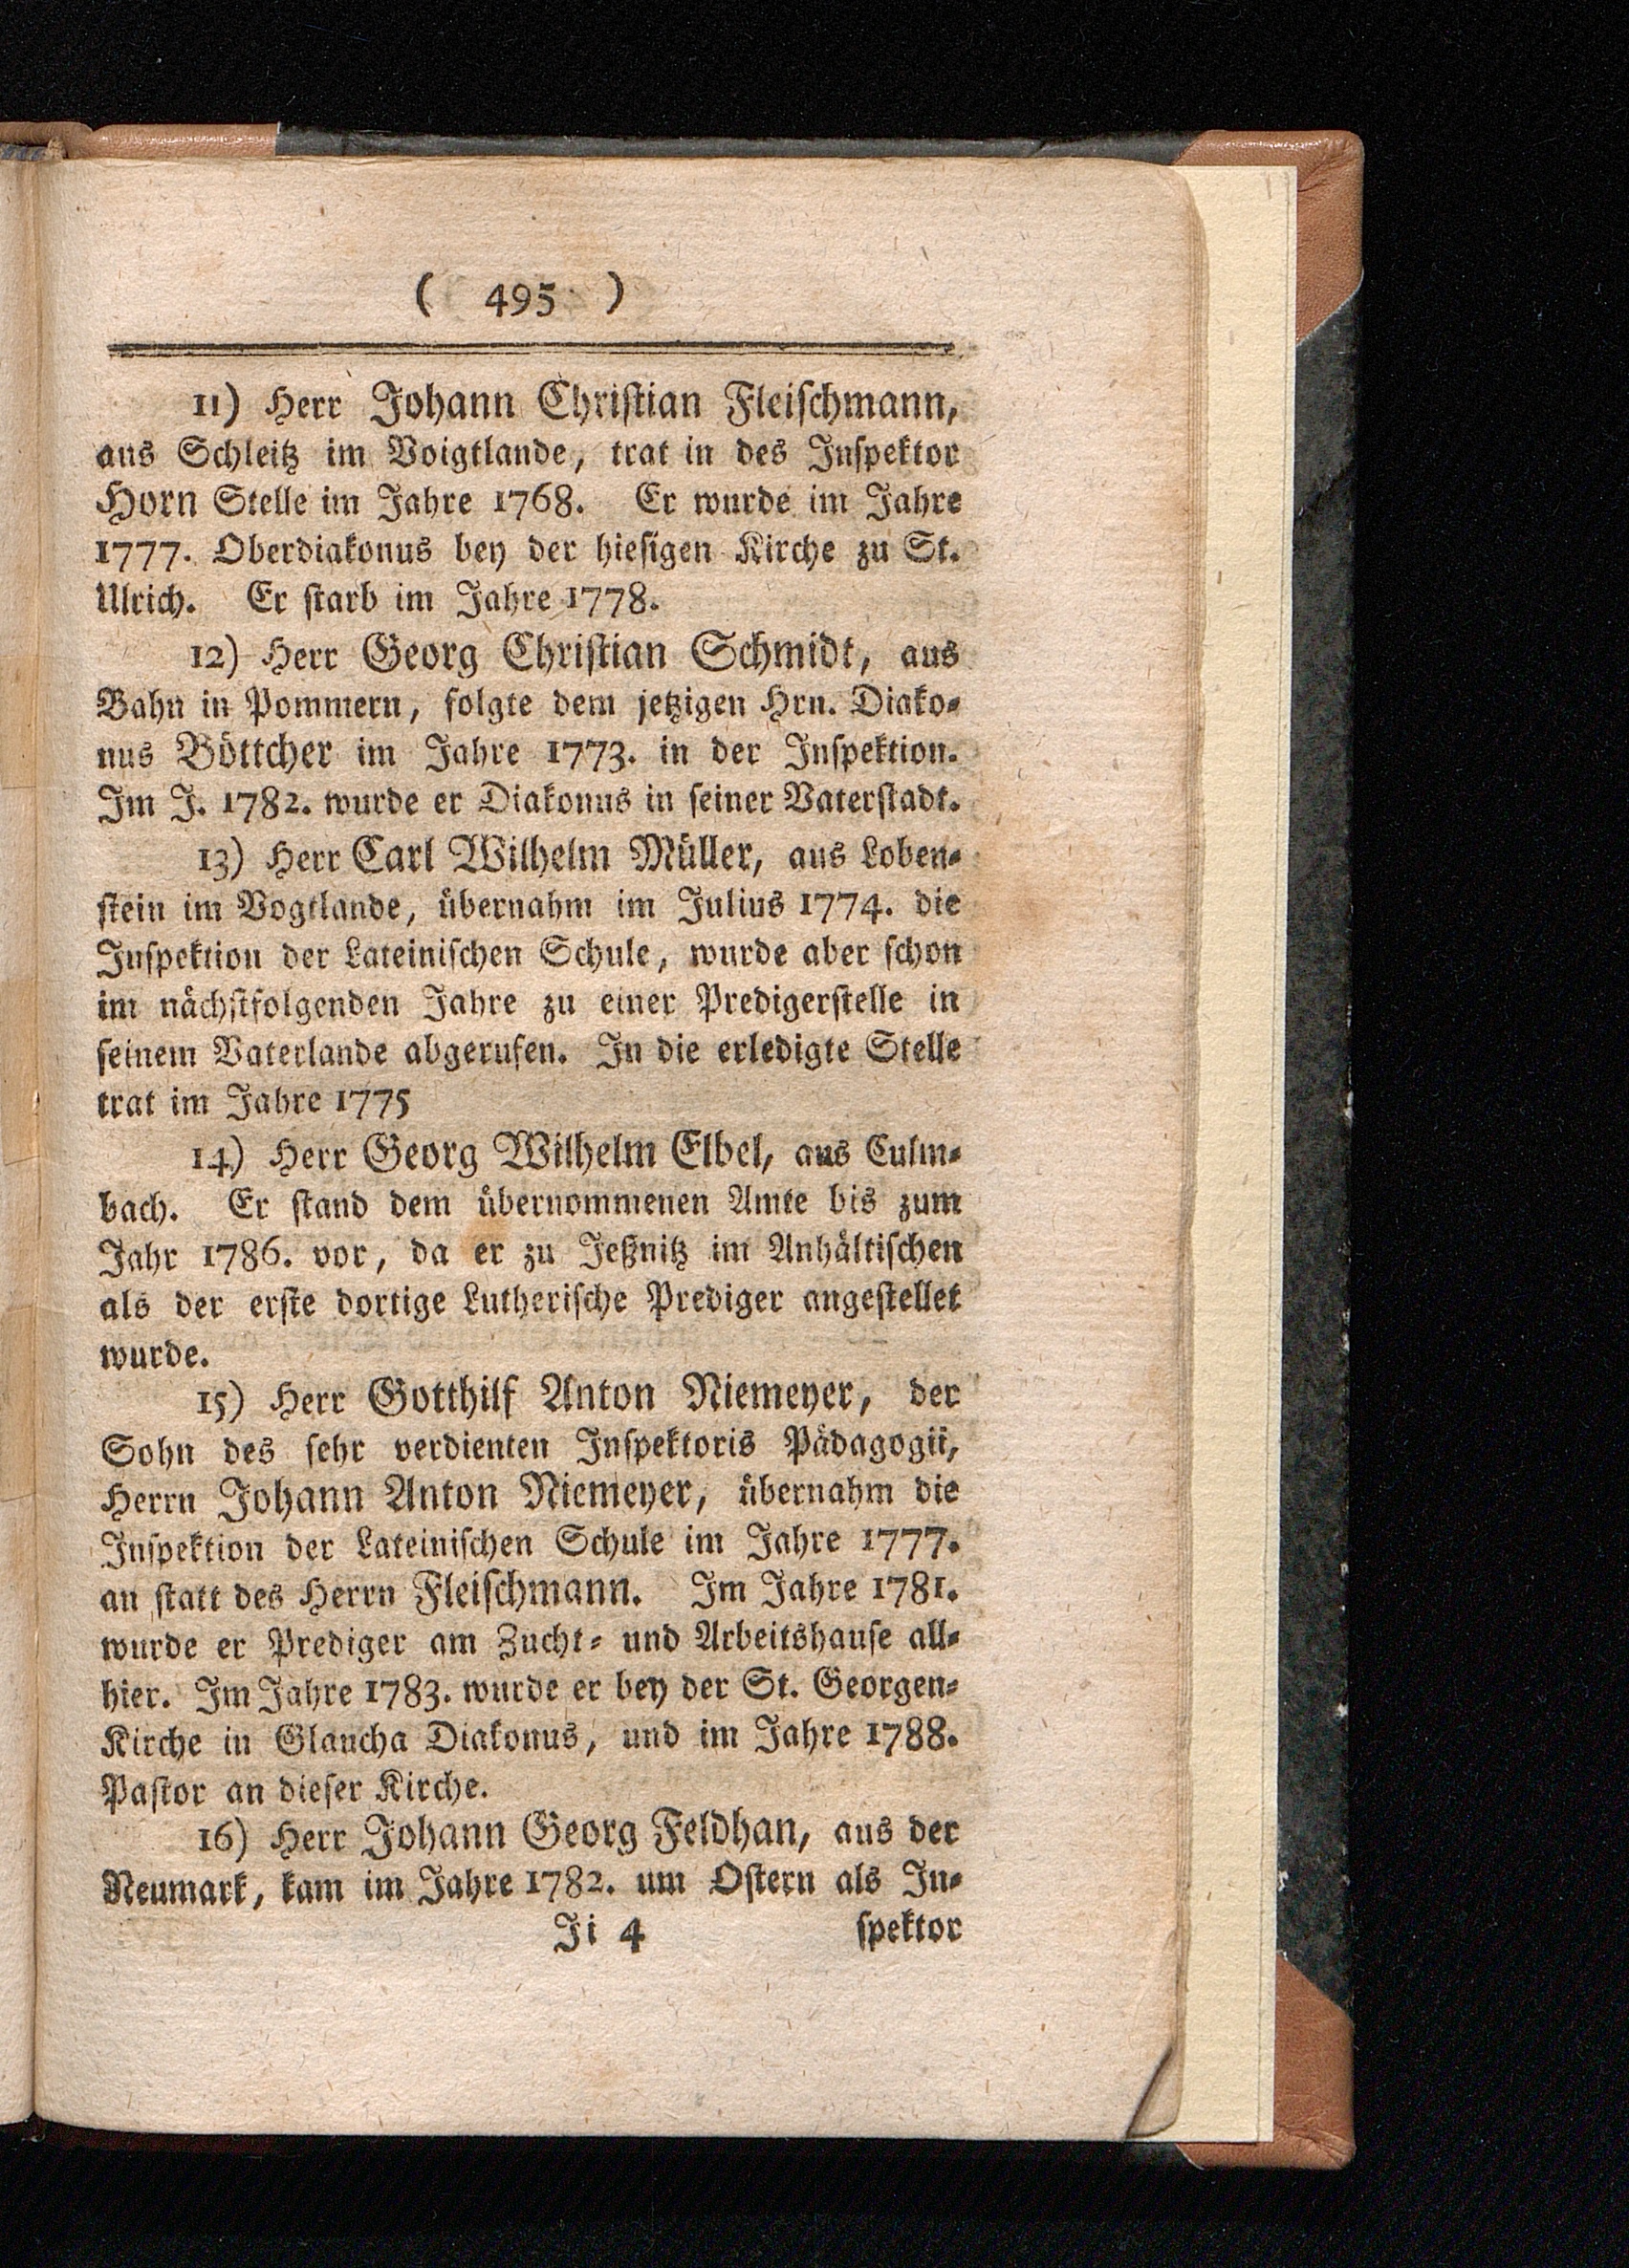 ( 495 )
11) Herr Johann Christian Fleischmann,
aus Schleitz im Voigtlande, trat in des Inspektor
Horn Stelle im Jahre 1768. Er wurde im Jahre
1777. Oberdiakonus bey der hiesigen Kirche zu St.
Ulrich. Er starb im Jahre 1778.
12) Herr Georg Christian Schmidt, aus
Bahn in Pommern, folgte dem jetzigen Hrn. Diako-
nus Böttcher im Jahre 1773. in der Inspektion.
Im J. 1782. wurde er Diakonus in seiner Vaterstadt.
13) Herr Carl Wilhelm Müller, aus Loben-
stein im Vogtlande, übernahm im Julius 1774. die
Inspektion der Lateinischen Schule, wurde aber schon
im nächstfolgenden Jahre zu einer Predigerstelle in
seinem Vaterlande abgerufen. In die erledigte Stelle
trat im Jahre 1775
14) Herr Georg Wilhelm Elbel, aus Culm-
bach. Er stand dem übernommenen Amte bis zum
Jahr 1786. vor, da er zu Jeßnitz im Anhältischen
als der erste dortige Lutherische Prediger angestellet
wurde.
15) Herr Gotthilf Anton Niemeyer, der
Sohn des sehr verdienten Inspektoris Pädagogii,
Herrn Johann Anton Niemeyer, übernahm die
Inspektion der Lateinischen Schule im Jahre 1777.
an statt des Herrn Fleischmann. Im Jahre 1781.
wurde er Prediger am Zucht- und Arbeitshause all-
hier. Im Jahre 1783. wurde er bey der St. Georgen-
Kirche in Glaucha Diakonus, und im Jahre 1788.
Pastor an dieser Kirche.
16) Herr Johann Georg Feldhan, aus der
Neumark, kam im Jahre 1782. um Ostern als In-
Ji 4 spektor